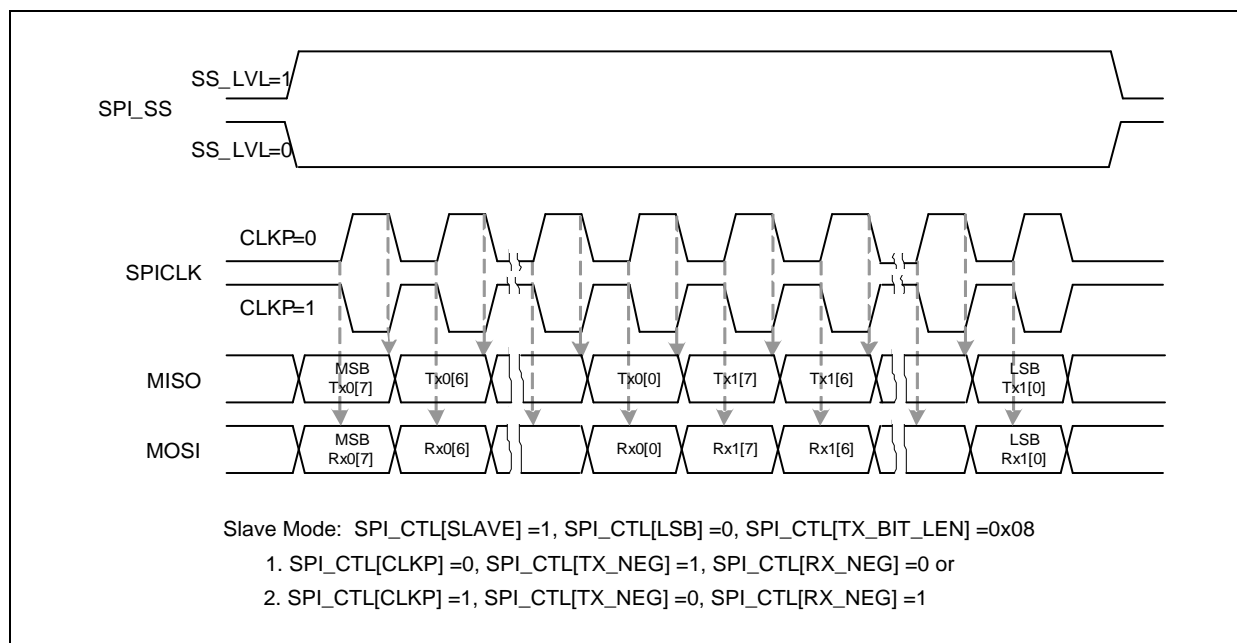 SS_LVL=1
SPI_SS
SS_LVL=0
CLKP=0
SPICLK
CLKP=1
MISO
MSB
Tx0[7]
Tx0[6]
Tx0[0]
Tx1[7]
Tx1[6]
LSB
Tx1[0]
MOSI
MSB
Rx0[7]
Rx0[6]
Rx0[0]
Rx1[7]
Rx1[6]
LSB
Rx1[0]
Slave Mode: SPI_CTL[SLAVE] =1, SPI_CTL[LSB] =0, SPI_CTL[TX_BIT_LEN] =0x08
1. SPI_CTL[CLKP] =0, SPI_CTL[TX_NEG] =1, SPI_CTL[RX_NEG] =0 or
2. SPI_CTL[CLKP] =1, SPI_CTL[TX_NEG] =0, SPI_CTL[RX_NEG] =1